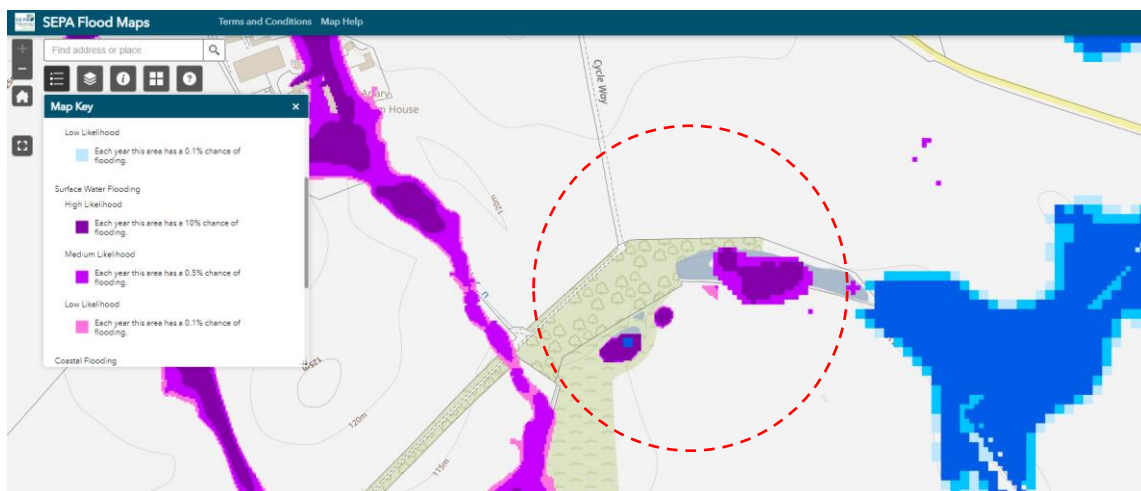 SEPA
SEPA Flood Maps
Terms and Conditions
Map Help
Find address or place
Map Key
Low Likelihood
Each year this area has a 0.1% chance of
flooding.
Surface Water Flooding
High Likelihood
Each year this area has a 10% chance of
flooding.
Medium Likelihood
Each year this area has a 0.5% chance of
flooding.
Low Likelihood
Each year this area has a 0.1% chance of
flooding.
Coastal Flooding
House
Cycle Way
120m
125m
120m
115m